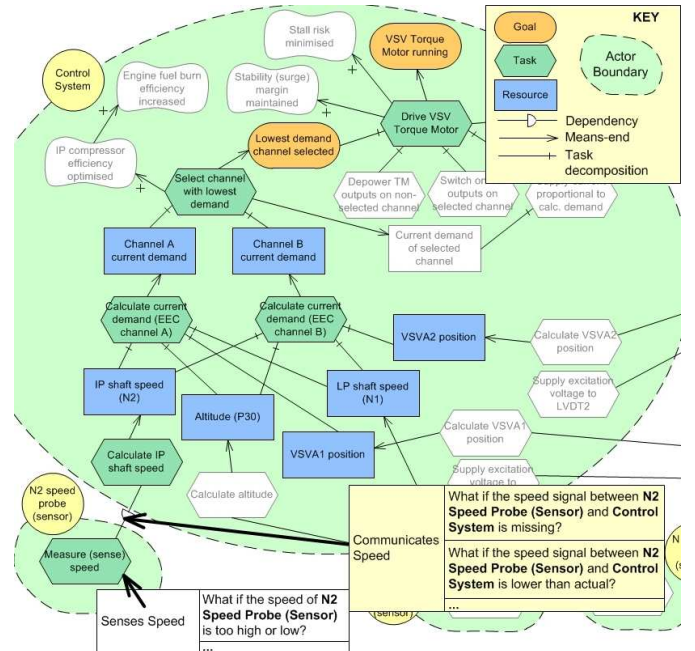 Stall risk
minimised
VSV Torque
Motor running
KEY
Goal
Task
Resource
Actor
Boundary
Dependency
Means-end
Task
decomposition
Control
System
Engine fuel burn
efficiency
increased
Stability (surge)
margin
maintained
Drive VSV
Torque Motor
Lowest demand
channel selected
IP compressor
efficiency
optimised
Select channel
with lowest
demand
Depower TM
outputs on non-
selected channel
Switch on
outputs on
selected channel
proportional to
calc. demand
Channel A
current demand
Channel B
current demand
Current demand
of selected
channel
Calculate current
demand (EEC
channel A)
Calculate current
demand (EEC
channel B)
VSVA2
position
Calculate VSVA2
position
IP shaft speed
(N2)
Altitude (P30)
LP shaft speed
(N1)
Supply excitation
voltage to
LVDT2
VSVA1
position
Calculate VSVA1
position
Calculate IP
shaft speed
Calculate altitude
Supply excitation
voltage to
N2 speed
probe
(sensor)
Measure (sense)
speed
Communicates
Speed
What if the speed signal between N2
Speed Probe (Sensor) and Control
System is missing?
What if the speed signal between N2
Speed Probe (Sensor) and Control
System is lower than actual?
...
Senses Speed
What if the speed of N2
Speed Probe (Sensor)
is too high or low?
...
(sensor)